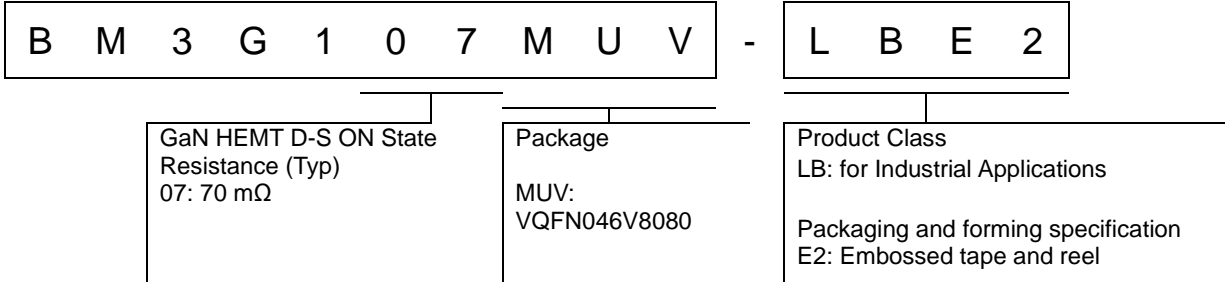 B M 3 G 1 0 7 M U V - L B E 2
GaN HEMT D-S ON State
Resistance (Typ)
07: 70 mΩ
Package
MUV:
VQFN046V8080
Product Class
LB: for Industrial Applications
Packaging and forming specification
E2: Embossed tape and reel